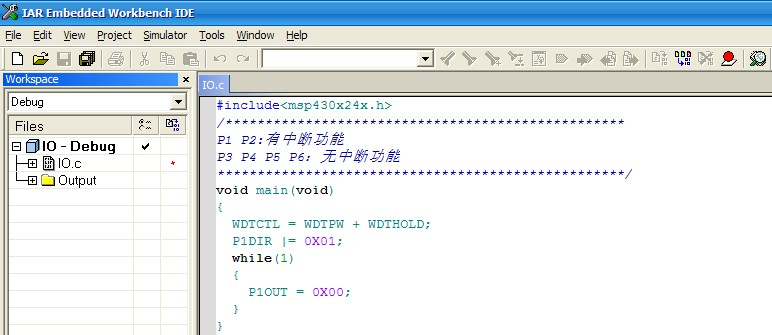 IAR Embedded Workbench IDE
File Edit View Project Simulator Tools Window Help
Workspace
IO.c
Debug
Files
IO - Debug
IO.c
Output
#include<msp430x24x.h>
/**************************************************
P1 P2:有中断功能
P3 P4 P5 P6：无中断功能
***************************************************/
void main(void)
{
WDTCTL = WDTPW + WDTHOLD;
P1DIR |= 0X01;
while(1)
{
P1OUT = 0X00;
}
}